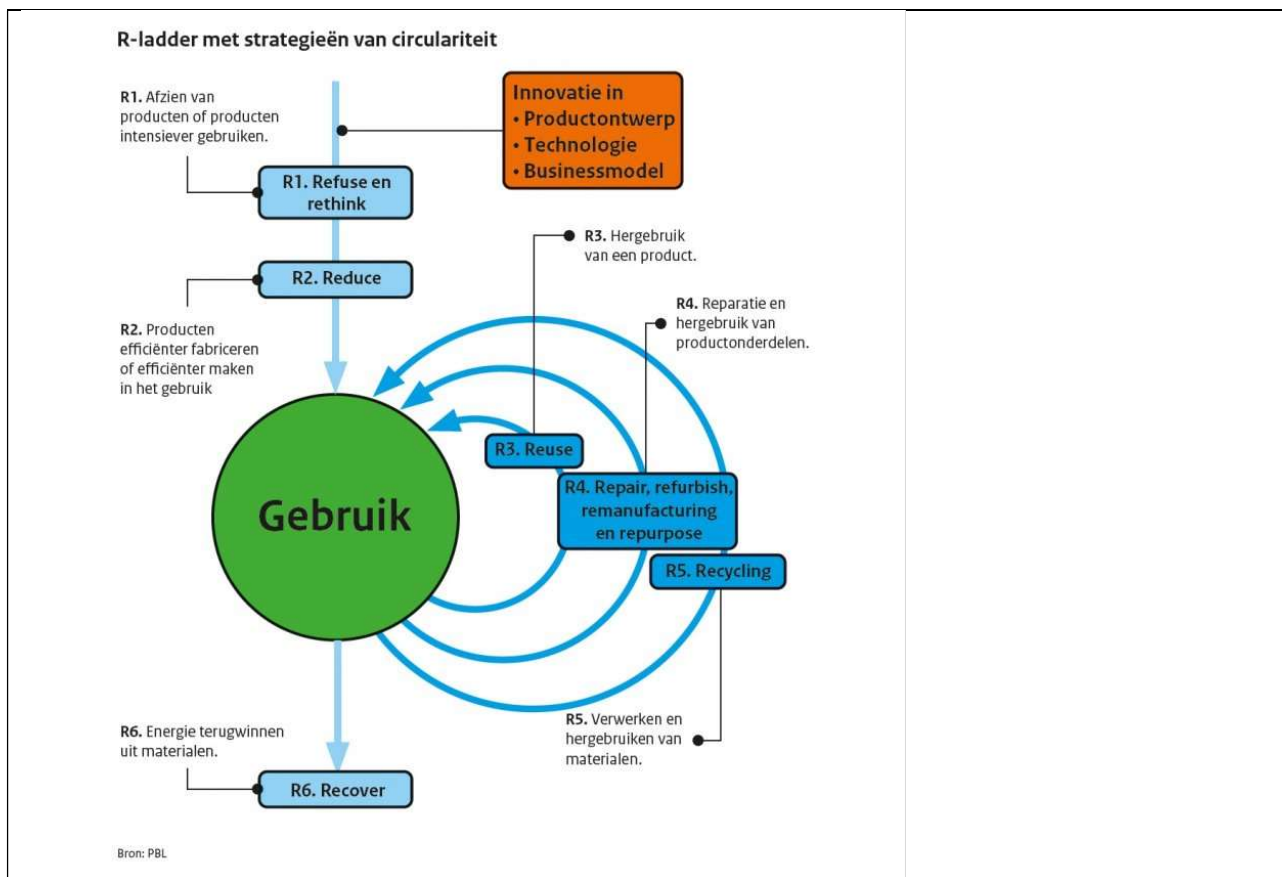 R-ladder met strategieën van circulariteit
R1. Afzien van
producten of producten
intensiever gebruiken.
Innovatie in
• Productontwerp
• Technologie
• Businessmodel
R1. Refuse en
rethink
R3. Hergebruik
van een product.
R2. Reduce
R4. Reparatie en
hergebruik van
productonderdelen.
R2. Producten
efficiënter fabriceren
of efficiënter maken
in het gebruik
R3. Reuse
Gebruik
R4. Repair, refurbish,
remanufacturing
en repurpose
R5. Recycling
R6. Energie terugwinnen
uit materialen.
R5. Verwerken en
hergebruiken van
materialen.
R6. Recover
Bron: PBL